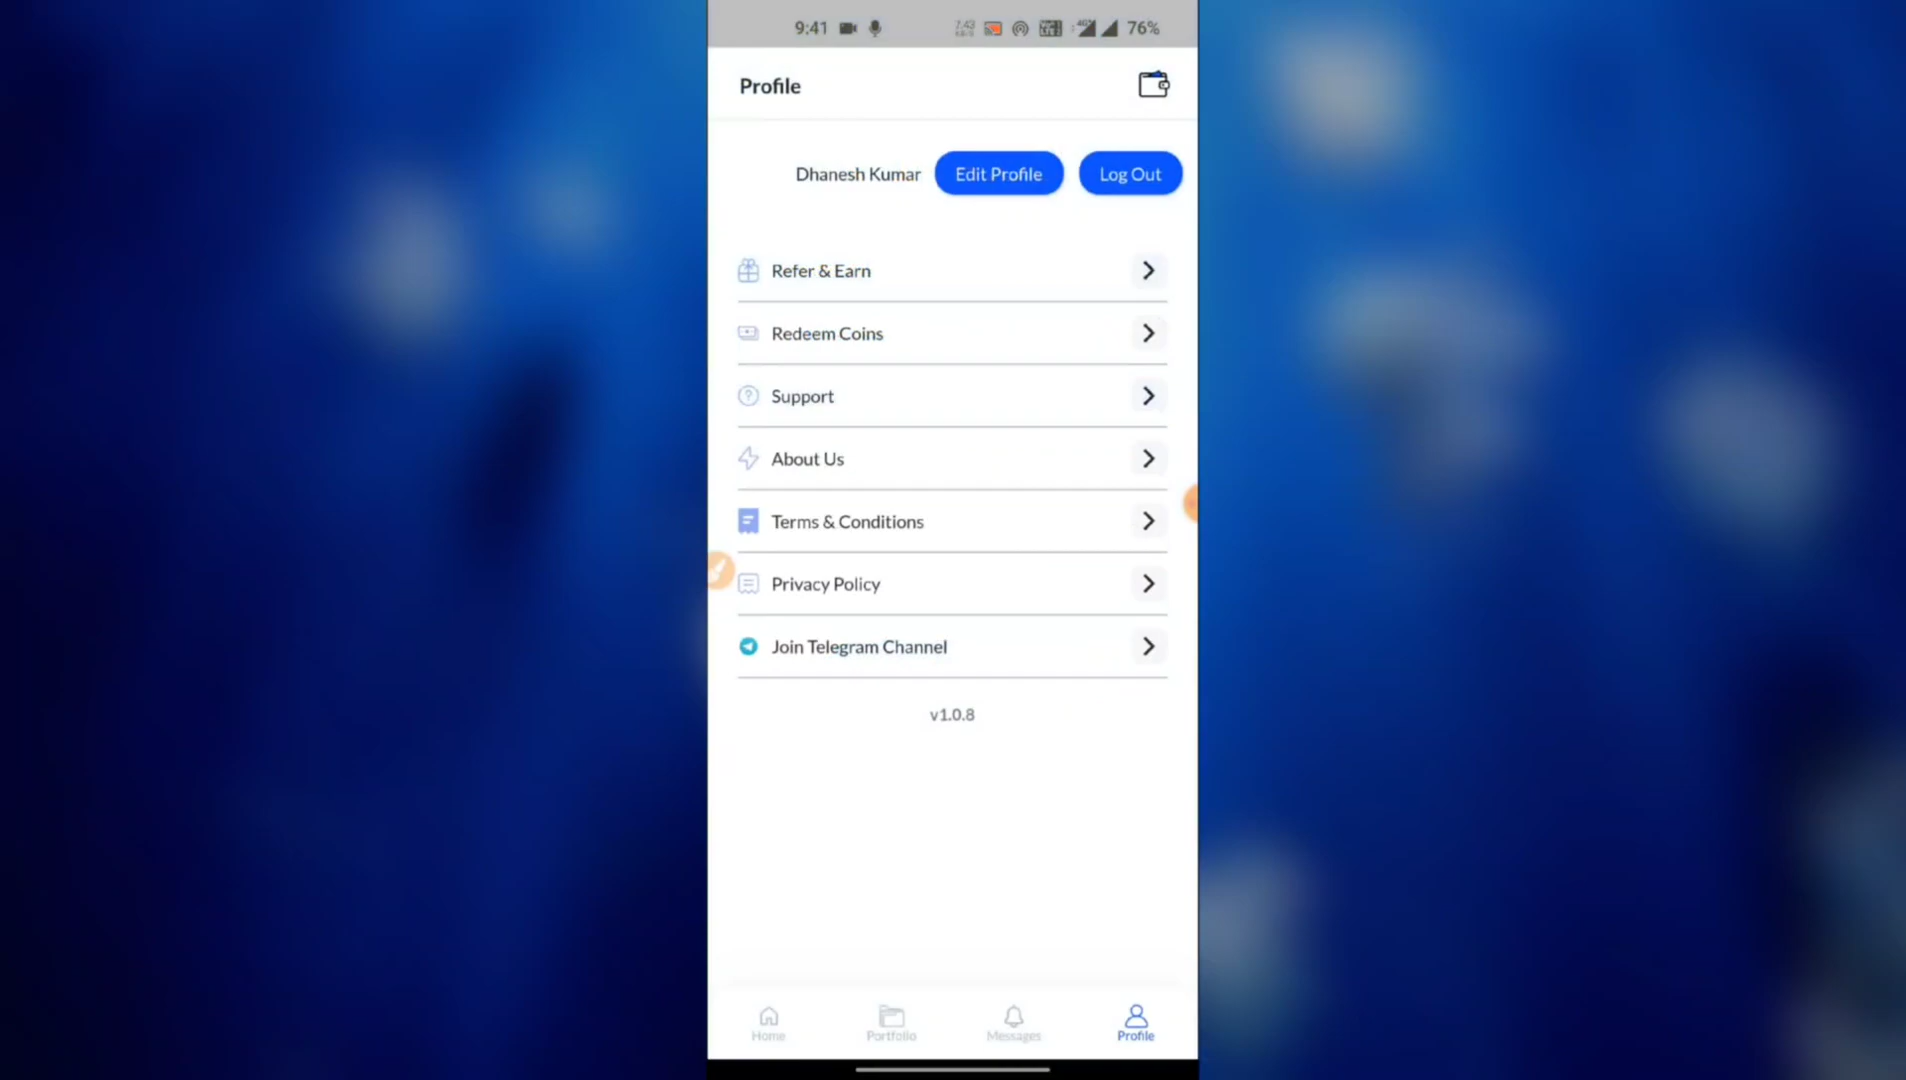 9:41 76%
Profile
Dhanesh Kumar Edit Profile Log Out
Refer & Earn
Redeem Coins
Support
About Us
Terms & Conditions
Privacy Policy
Join Telegram Channel
v1.0.8
Home Portfolio Messages Profile